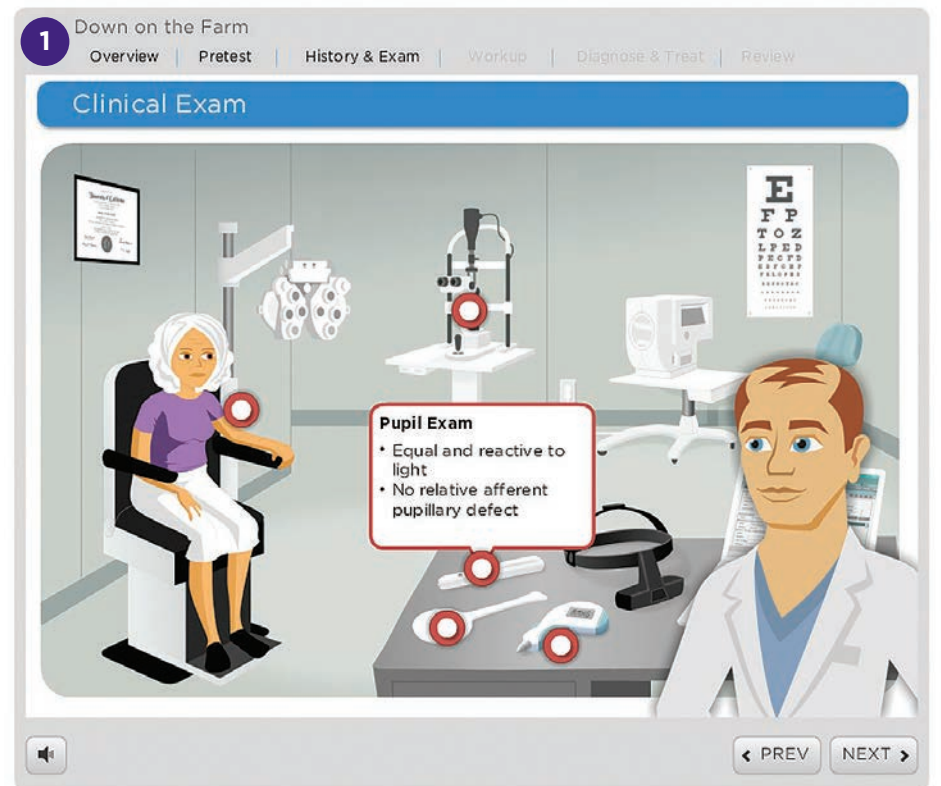 1
Down on the Farm
Overview | Pretest | History & Exam | Workup | Diagnose & Treat | Review
Clinical Exam
E
F P
T O Z
L P E D
P E C F D
Pupil Exam
• Equal and reactive to
light
• No relative afferent
pupillary defect
PREV
NEXT